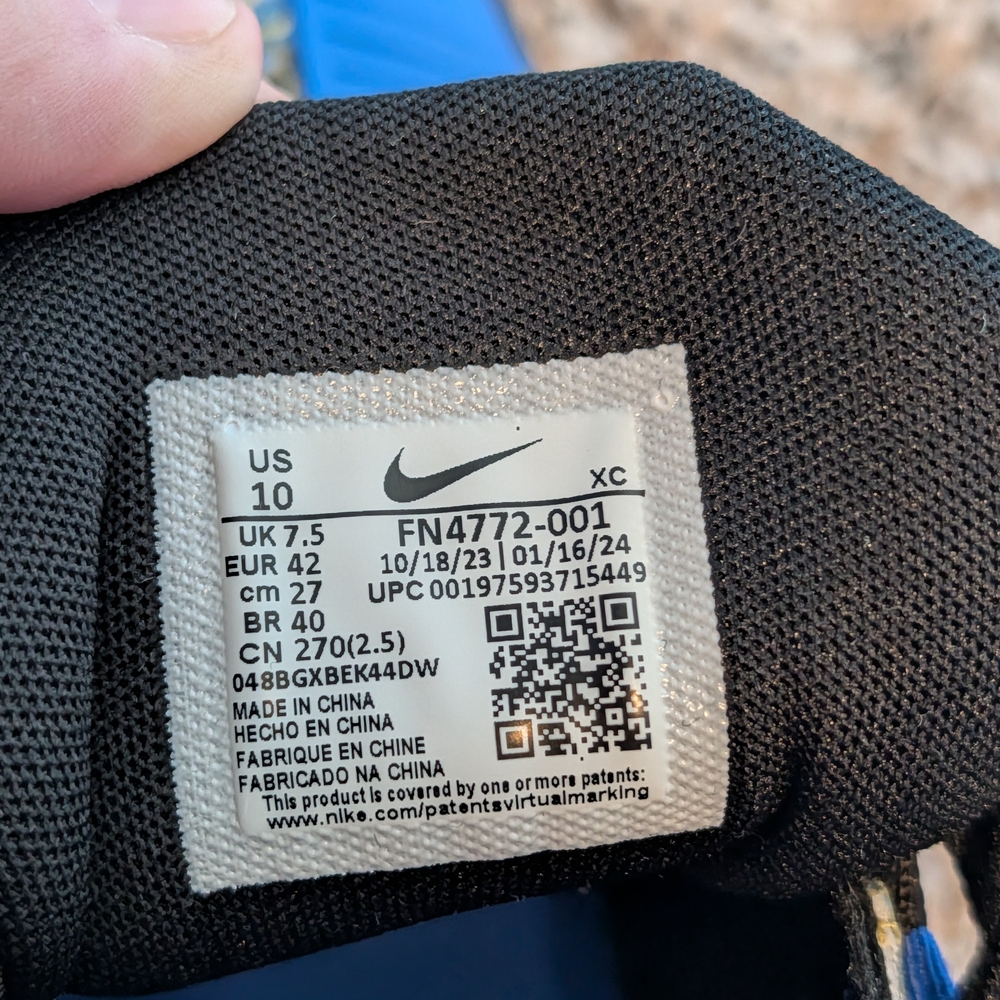 US
10
XC
UK 7.5
FN4772-001
EUR 42
10/18/23 | 01/16/24
cm 27
UPC 00197593715449
BR 40
CN 270(2.5)
048BGXBEK44DW
MADE IN CHINA
HECHO EN CHINA
FABRIQUE EN CHINE
FABRICADO NA CHINA
This product is covered by one or more patents:
www.nike.com/patentsvirtualmarking